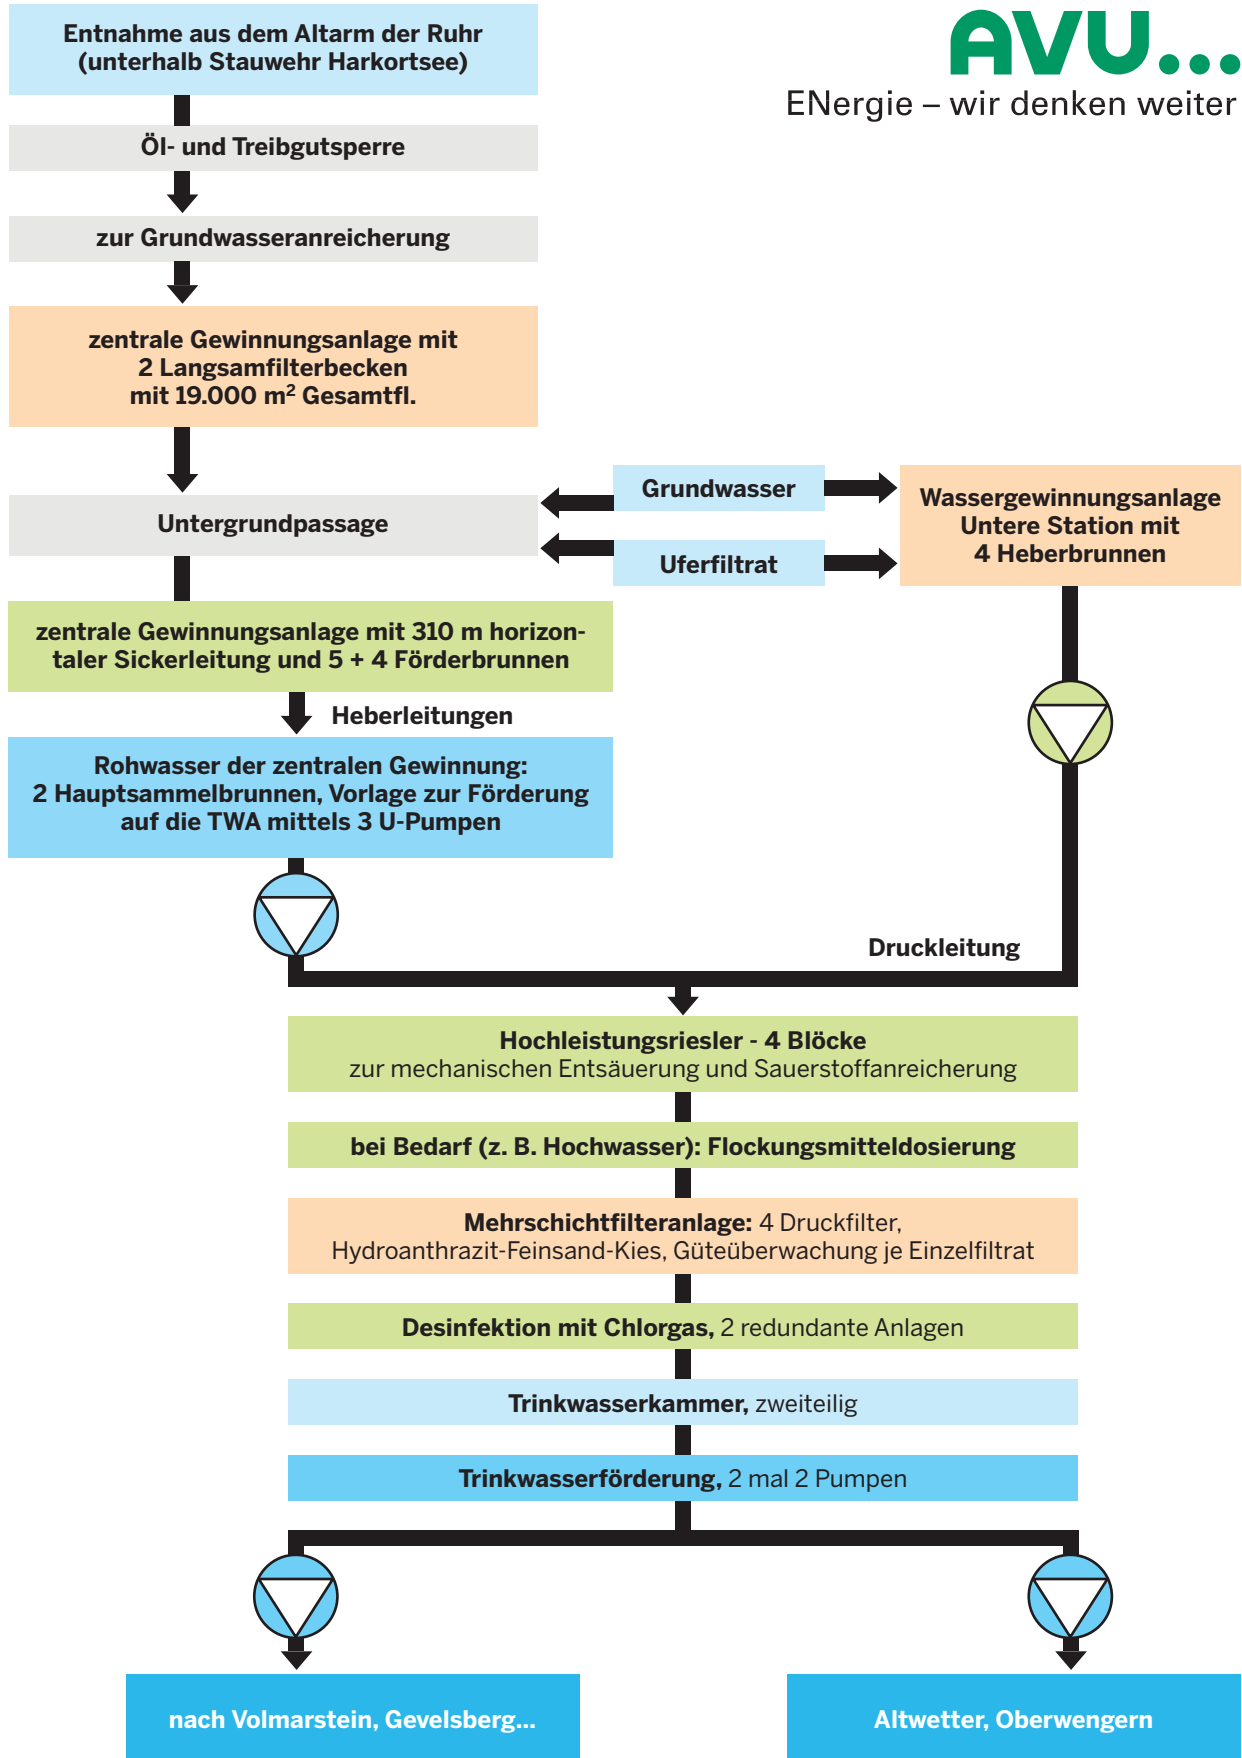 Entnahme aus dem Altarm der Ruhr
(unterhalb Stauwehr Harkortsee)
AVU...
ENergie – wir denken weiter
Öl- und Treibgutsperre
zur Grundwasseranreicherung
zentrale Gewinnungsanlage mit
2 Langsamfilterbecken
mit 19.000 m² Gesamtfl.
Untergrundpassage
Grundwasser
Uferfiltrat
Wassergewinnungsanlage
Untere Station mit
4 Heberbrunnen
zentrale Gewinnungsanlage mit 310 m horizon-
taler Sickerleitung und 5 + 4 Förderbrunnen
Heberleitungen
Rohwasser der zentralen Gewinnung:
2 Hauptsammelbrunnen, Vorlage zur Förderung
auf die TWA mittels 3 U-Pumpen
Druckleitung
Hochleistungsriesler - 4 Blöcke
zur mechanischen Entsäuerung und Sauerstoffanreicherung
bei Bedarf (z. B. Hochwasser): Flockungsmitteldosierung
Mehrschichtfilteranlage: 4 Druckfilter,
Hydroanthrazit-Feinsand-Kies, Güteüberwachung je Einzelfiltrat
Desinfektion mit Chlorgas, 2 redundante Anlagen
Trinkwasserkammer, zweiteilig
Trinkwasserförderung, 2 mal 2 Pumpen
nach Volmarstein, Gevelsberg...
Altwetter, Oberwengern